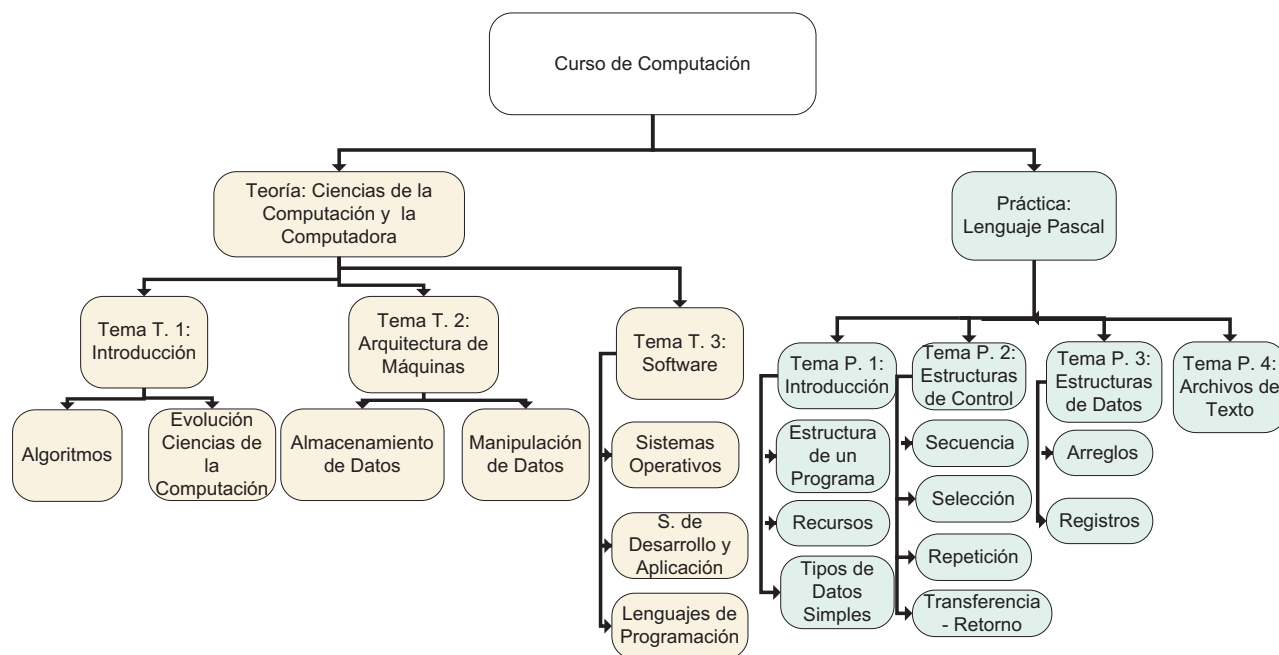 Curso de Computación
Teoría: Ciencias de la
Computación y la
Computadora
Práctica:
Lenguaje Pascal
Tema T. 1:
Introducción
Tema T. 2:
Arquitectura de
Máquinas
Tema T. 3:
Software
Tema P. 1:
Introducción
Tema P. 2:
Estructuras
de Control
Tema P. 3:
Estructuras
de Datos
Tema P. 4:
Archivos de
Texto
Algoritmos
Evolución
Ciencias de
la
Computación
Almacenamiento
de Datos
Manipulación
de Datos
Sistemas
Operativos
S. de
Desarrollo y
Aplicación
Lenguajes de
Programación
Estructura
de un
Programa
Recursos
Tipos de
Datos
Simples
Secuencia
Selección
Repetición
Transferencia
- Retorno
Arreglos
Registros